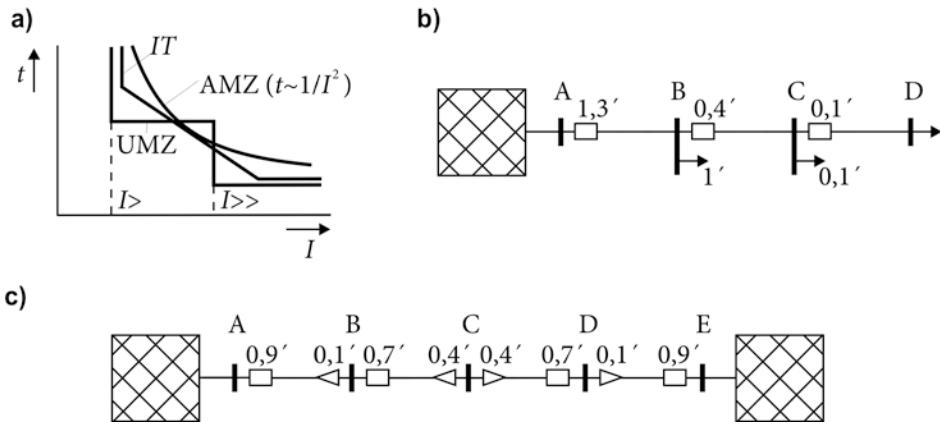 a)
t
IT
AMZ (t~1/I²)
UMZ
I>
I>>
I
b)
A
1,3´
B
0,4´
C
0,1´
D
1´
0,1´
c)
A
0,9´
0,1´
B
0,7´
0,4´
C
0,4´
0,7´
D
0,1´
0,9´
E